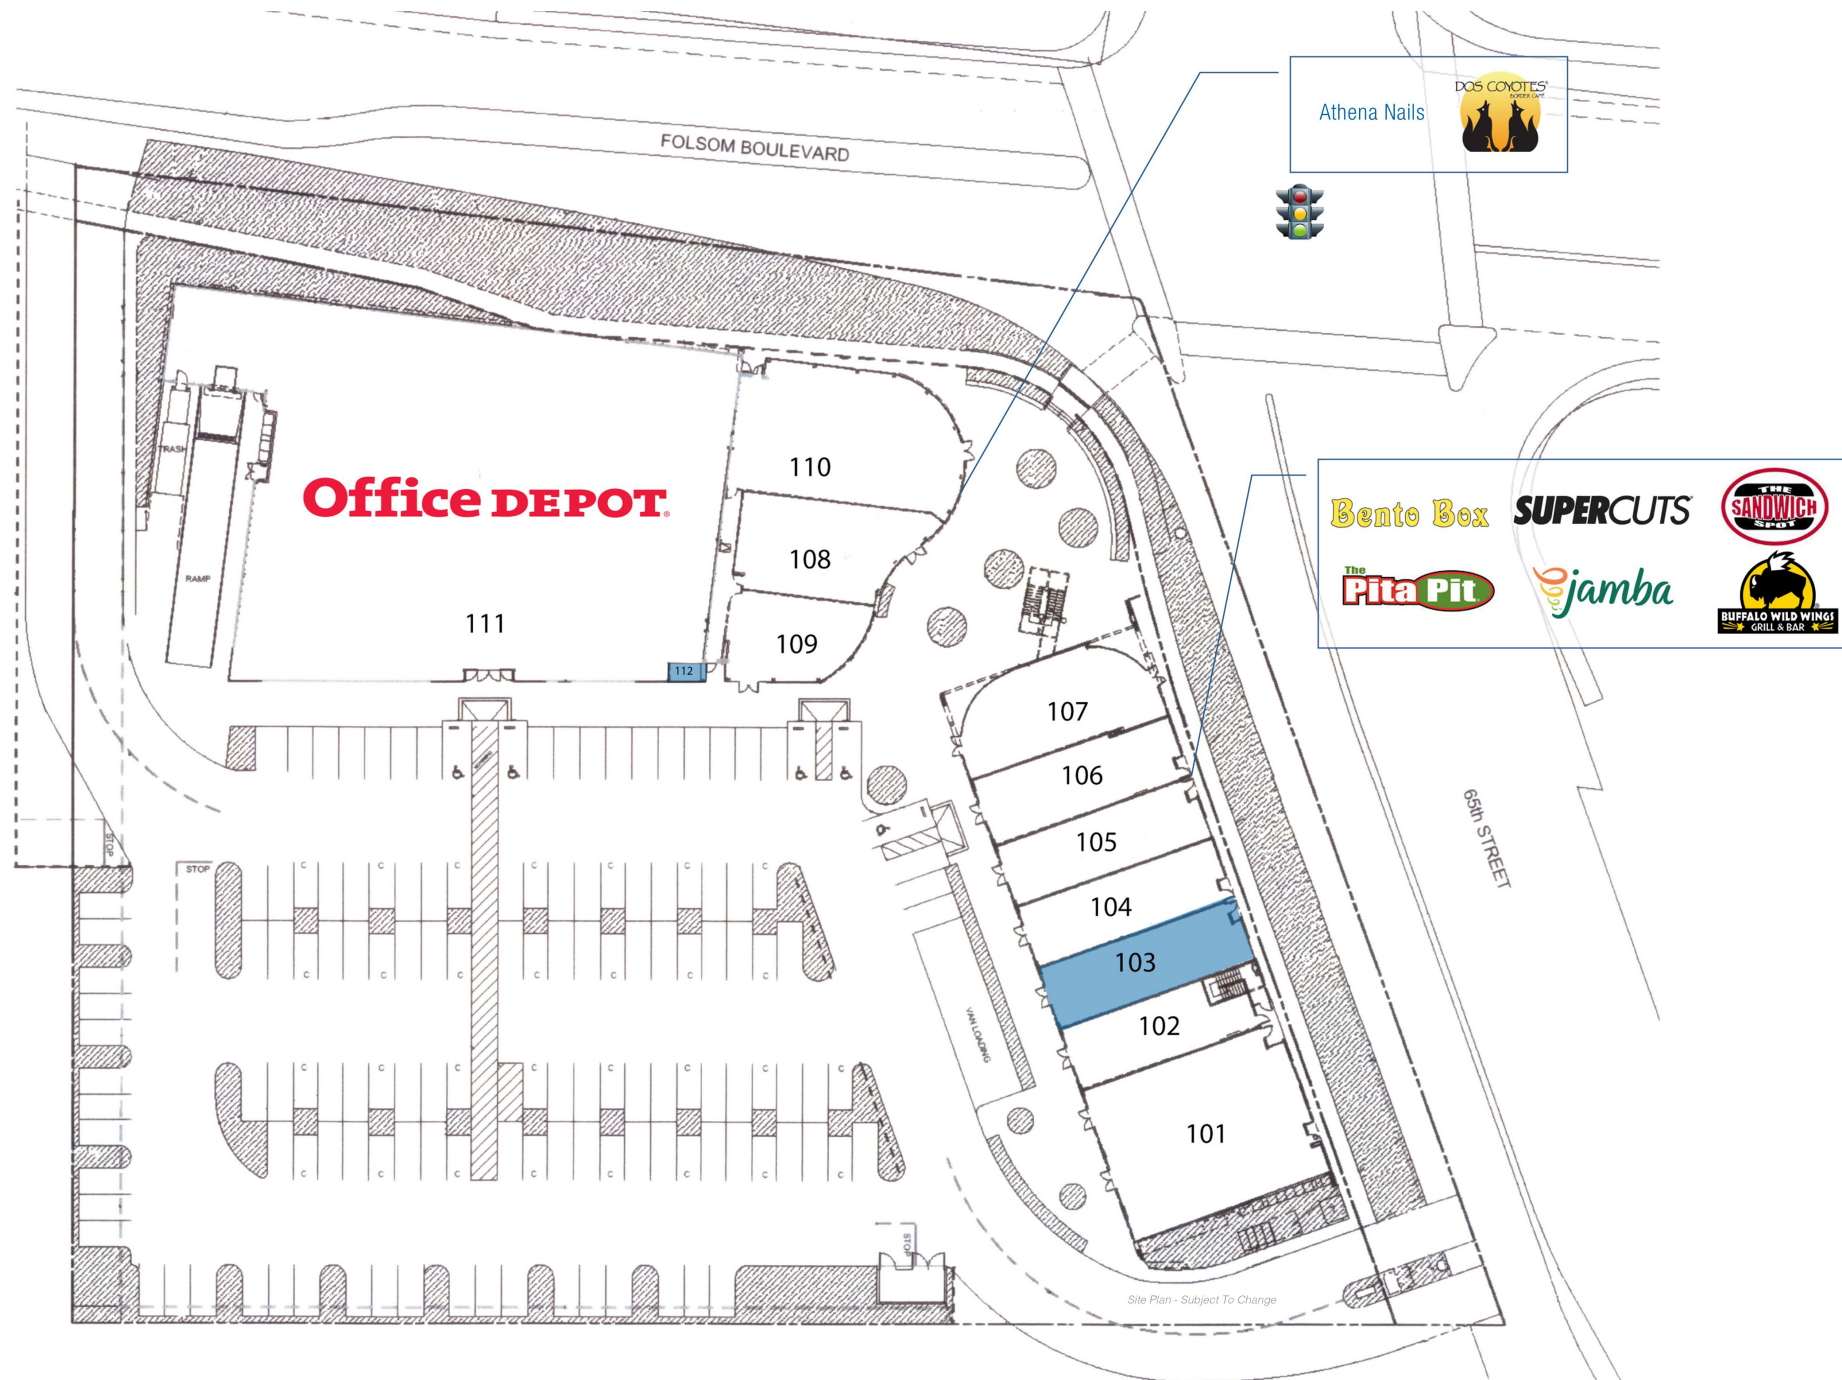 FOLSOM BOULEVARD
Athena Nails
DOS COYOTES
BORDER CAFE
Bento Box
SUPERCUTS
THE
SANDWICH
SPOT
The
Pita Pit
jamba
BUFFALO WILD WINGS
GRILL & BAR
Office DEPOT
TRASH
RAMP
110
108
109
111
112
107
106
105
104
103
102
101
65th STREET
STOP
STOP
VAN LOADING
STOP
C C C C C C C
C C C C C C C
C C C C C C C C
C C C C C C C
Site Plan - Subject To Change